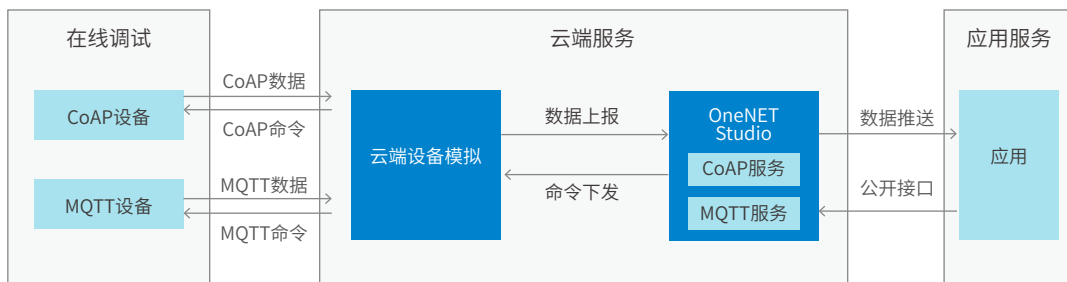 在线调试
云端服务
应用服务
CoAP数据
CoAP设备
CoAP命令
MQTT数据
MQTT设备
MQTT命令
云端设备模拟
数据上报
命令下发
OneNET
Studio
CoAP服务
MQTT服务
数据推送
公开接口
应用